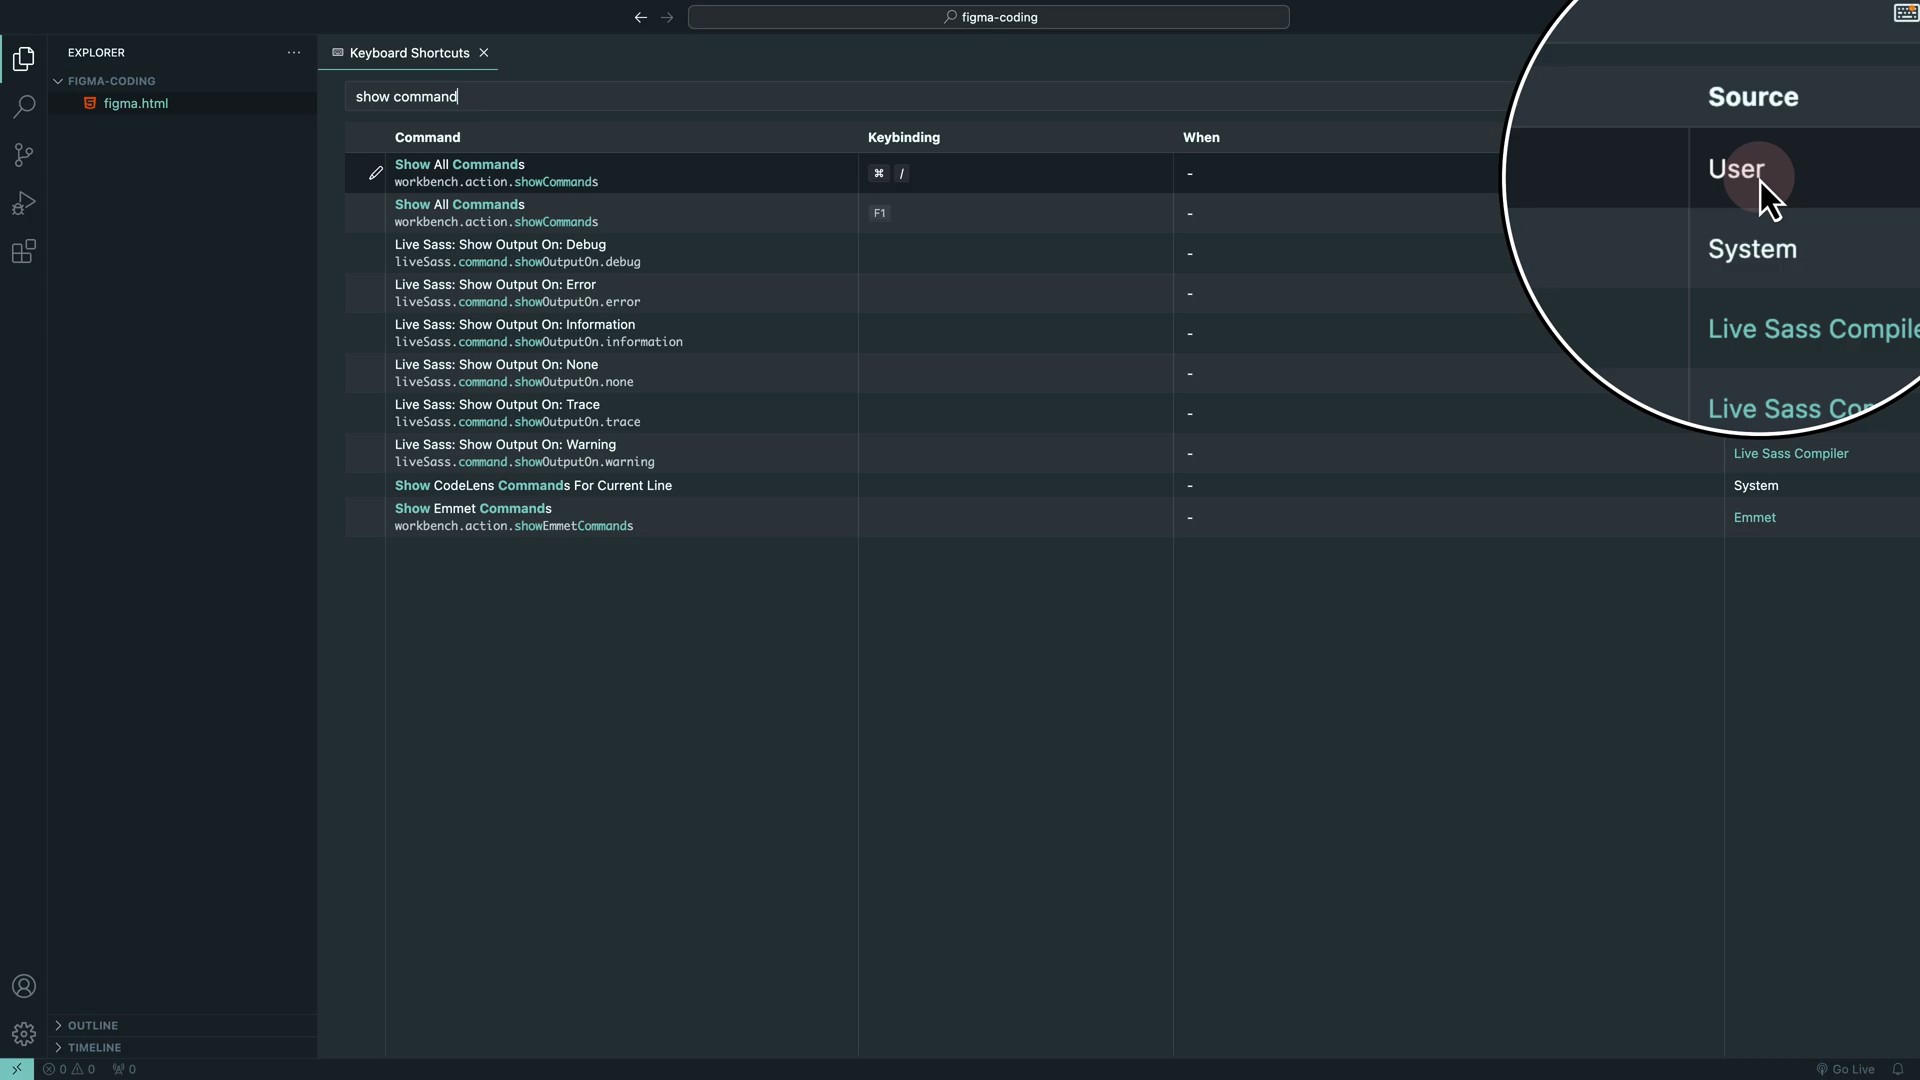 figma-coding
EXPLORER
FIGMA-CODING
figma.html
Keyboard Shortcuts
show command
Command Keybinding When Source
Show All Commands
workbench.action.showCommands
⌘ / - User
Show All Commands
workbench.action.showCommands
F1 - System
Live Sass: Show Output On: Debug
liveSass.command.showOutputOn.debug
- Live Sass Compile
Live Sass: Show Output On: Error
liveSass.command.showOutputOn.error
- Live Sass Co
Live Sass: Show Output On: Information
liveSass.command.showOutputOn.information
-
Live Sass: Show Output On: None
liveSass.command.showOutputOn.none
-
Live Sass: Show Output On: Trace
liveSass.command.showOutputOn.trace
-
Live Sass: Show Output On: Warning
liveSass.command.showOutputOn.warning
- Live Sass Compiler
Show CodeLens Commands For Current Line - System
Show Emmet Commands
workbench.action.showEmmetCommands
- Emmet
OUTLINE
TIMELINE
0 0 0 Go Live